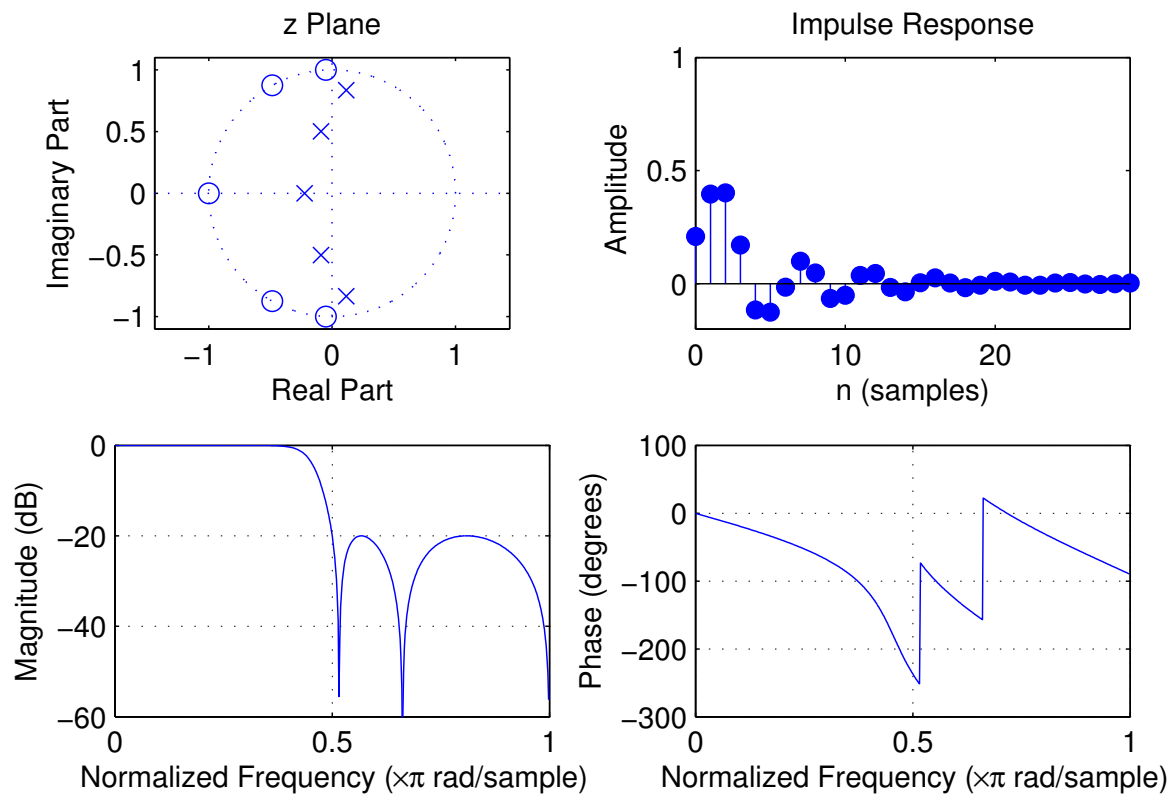 z Plane
1
0.5
0
−0.5
−1
Imaginary Part
−1
0
1
Real Part
Impulse Response
1
0.5
0
Amplitude
0
10
20
n (samples)
0
−20
−40
−60
Magnitude (dB)
0
0.5
1
Normalized Frequency (×π rad/sample)
100
0
−100
−200
−300
Phase (degrees)
0
0.5
1
Normalized Frequency (×π rad/sample)